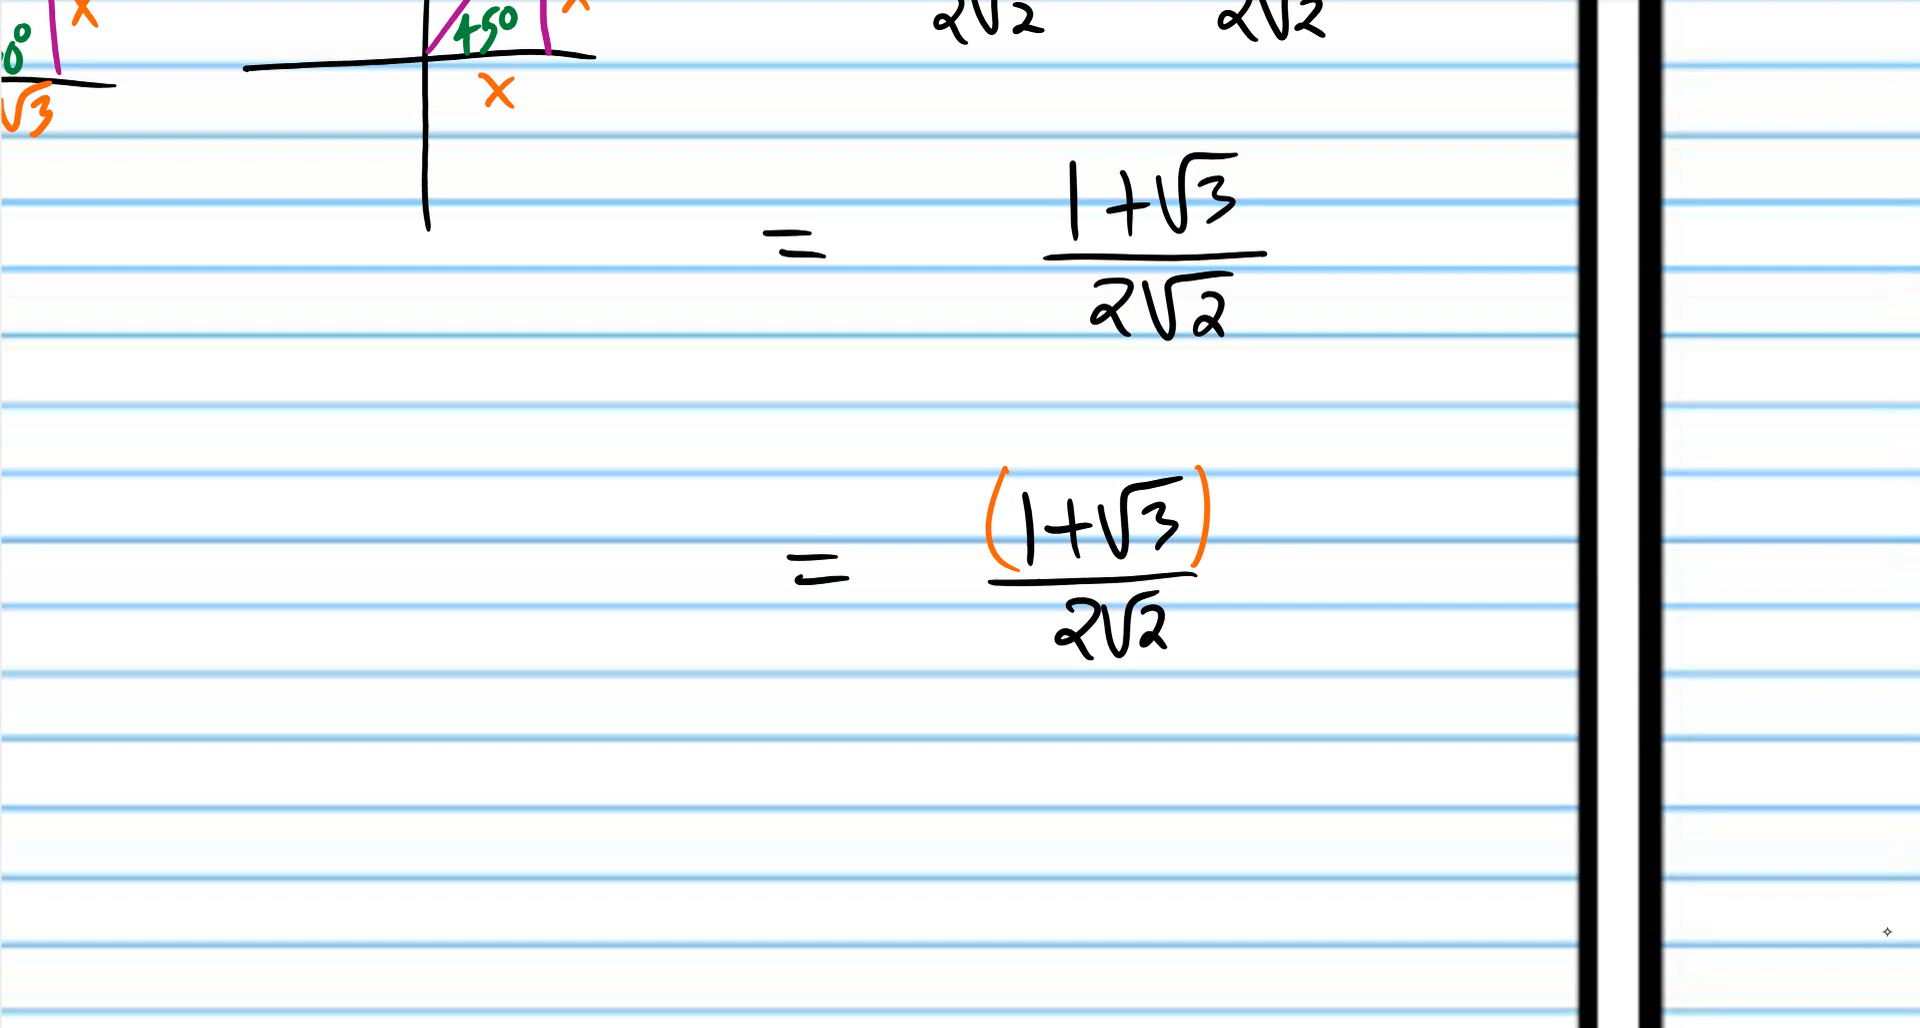 x
45° 2√2 2√2
√3 x
= 1+√3
2√2
= (1+√3)
2√2